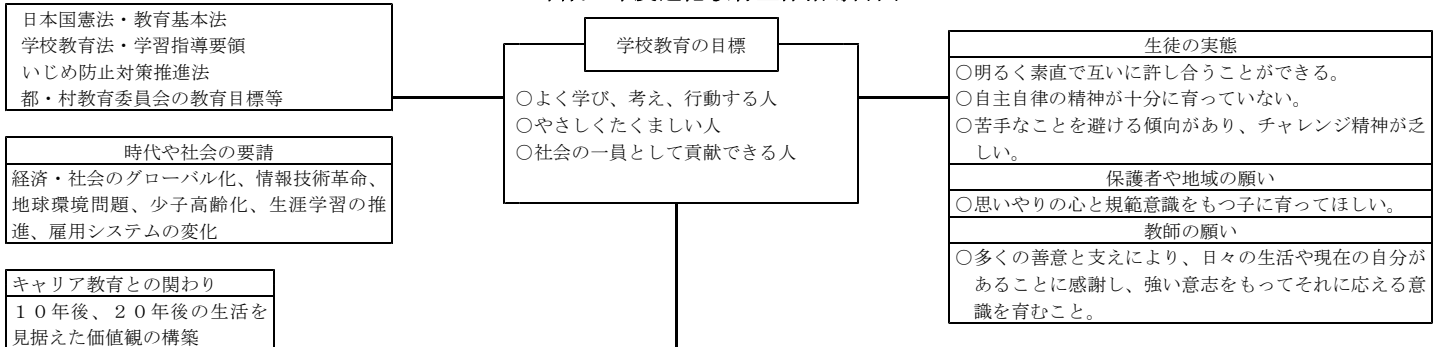 日本国憲法・教育基本法
学校教育法・学習指導要領
いじめ防止対策推進法
都・村教育委員会の教育目標等
時代や社会の要請
経済・社会のグローバル化、情報技術革命、
地球環境問題、少子高齢化、生涯学習の推
進、雇用システムの変化
キャリア教育との関わり
１０年後、２０年後の生活を
見据えた価値観の構築
学校教育の目標
○よく学び、考え、行動する人
○やさしくたくましい人
○社会の一員として貢献できる人
生徒の実態
○明るく素直で互いに許し合うことができる。
○自主自律の精神が十分に育っていない。
○苦手なことを避ける傾向があり、チャレンジ精神が乏
しい。
保護者や地域の願い
○思いやりの心と規範意識をもつ子に育ってほしい。
教師の願い
○多くの善意と支えにより、日々の生活や現在の自分が
あることに感謝し、強い意志をもってそれに応える意
識を育むこと。